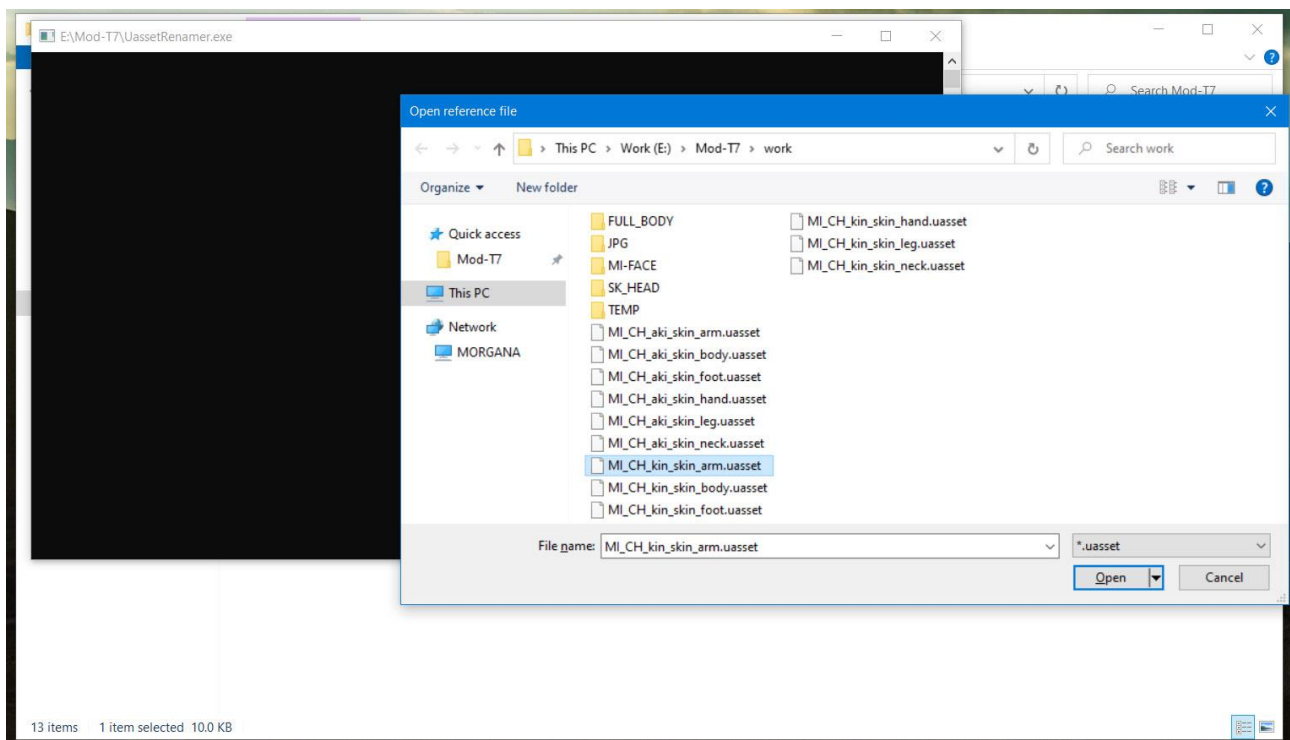 E:\Mod-T7\UassetRenamer.exe
Search Mod-T7
Open reference file
This PC > Work (E:) > Mod-T7 > work
Search work
Organize
New folder
Quick access
Mod-T7
This PC
Network
MORGANA
FULL_BODY
JPG
MI-FACE
SK_HEAD
TEMP
MI_CH_aki_skin_arm.uasset
MI_CH_aki_skin_body.uasset
MI_CH_aki_skin_foot.uasset
MI_CH_aki_skin_hand.uasset
MI_CH_aki_skin_leg.uasset
MI_CH_aki_skin_neck.uasset
MI_CH_kin_skin_arm.uasset
MI_CH_kin_skin_body.uasset
MI_CH_kin_skin_foot.uasset
MI_CH_kin_skin_hand.uasset
MI_CH_kin_skin_leg.uasset
MI_CH_kin_skin_neck.uasset
File name: MI_CH_kin_skin_arm.uasset
*.uasset
Open
Cancel
13 items 1 item selected 10.0 KB